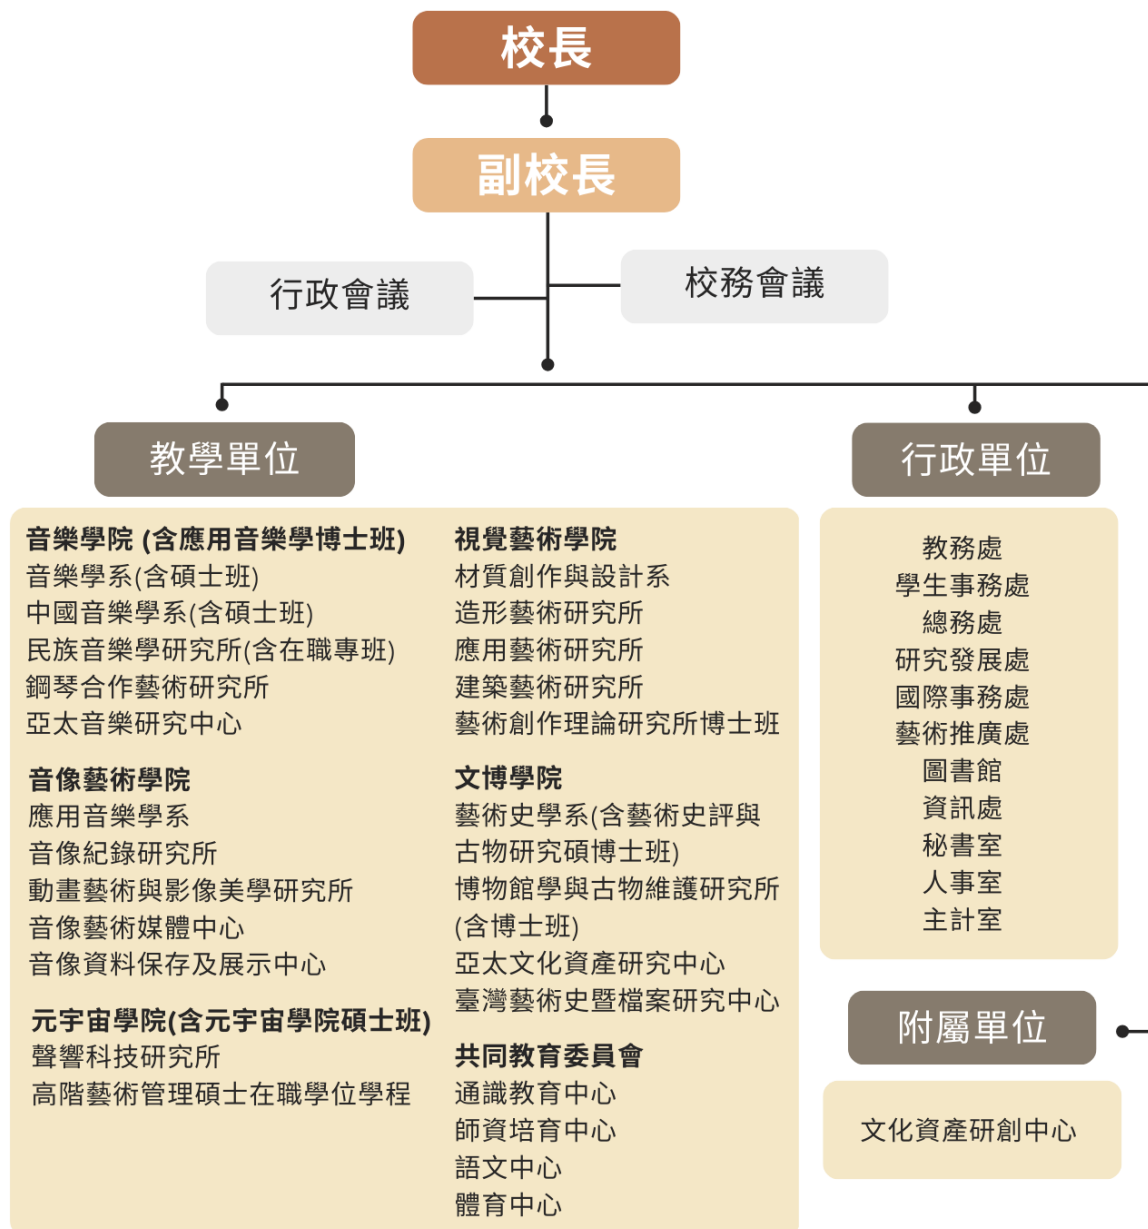 校長
副校長
行政會議
校務會議
教學單位
音樂學院 (含應用音樂學博士班)
音樂學系(含碩士班)
中國音樂學系(含碩士班)
民族音樂學研究所(含在職專班)
鋼琴合作藝術研究所
亞太音樂研究中心
音像藝術學院
應用音樂學系
音像紀錄研究所
動畫藝術與影像美學研究所
音像藝術媒體中心
音像資料保存及展示中心
元宇宙學院(含元宇宙學院碩士班)
聲響科技研究所
高階藝術管理碩士在職學位學程
視覺藝術學院
材質創作與設計系
造形藝術研究所
應用藝術研究所
建築藝術研究所
藝術創作理論研究所博士班
文博學院
藝術史學系(含藝術史評與
古物研究碩博士班)
博物館學與古物維護研究所
(含博士班)
亞太文化資產研究中心
臺灣藝術史暨檔案研究中心
共同教育委員會
通識教育中心
師資培育中心
語文中心
體育中心
行政單位
教務處
學生事務處
總務處
研究發展處
國際事務處
藝術推廣處
圖書館
資訊處
秘書室
人事室
主計室
附屬單位
文化資產研創中心